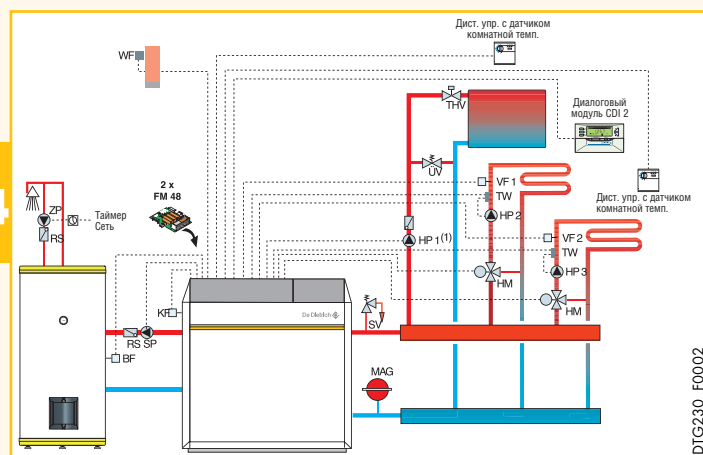 Дист. упр. с датчиком
комнатной темп.
WF
THV
Диалоговый
модуль CDI 2
UV
VF 1
TW
HP 2
Дист. упр. с датчиком
комнатной темп.
ZP
Таймер
Сеть
RS
2 x
FM 48
HP 1(1)
VF 2
TW
HP 3
HM
HM
KF
De Dietrich
SV
RS SP
BF
MAG
DTG230_F0002